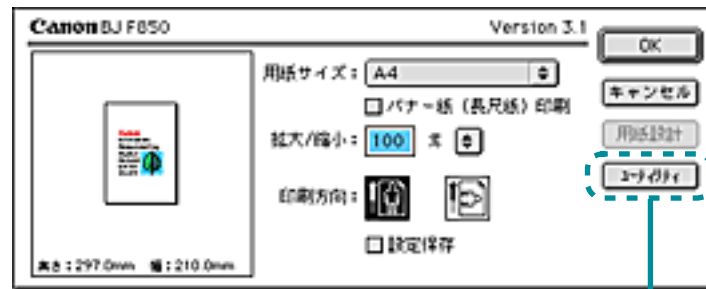 Canon BJ F850
Version 3.1
用紙サイズ：
A4
バナー紙（長尺紙）印刷
拡大/縮小：
100 %
印刷方向：
設定保存
高さ：297.0mm 幅：210.0mm
OK
キャンセル
用紙設計
ユーティリティ